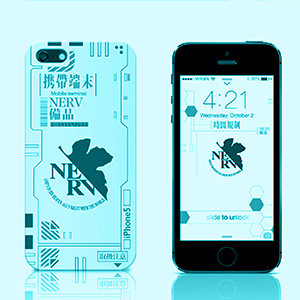 携帶端末
Mobile terminal
NERV
備品
NERV
GOD'S IN HIS HEAVEN, ALL'S RIGHT WITH THE WORLD
iPhone5
取扱注意
4:21
Wednesday, October 2
時間規制
NERV
slide to unlock